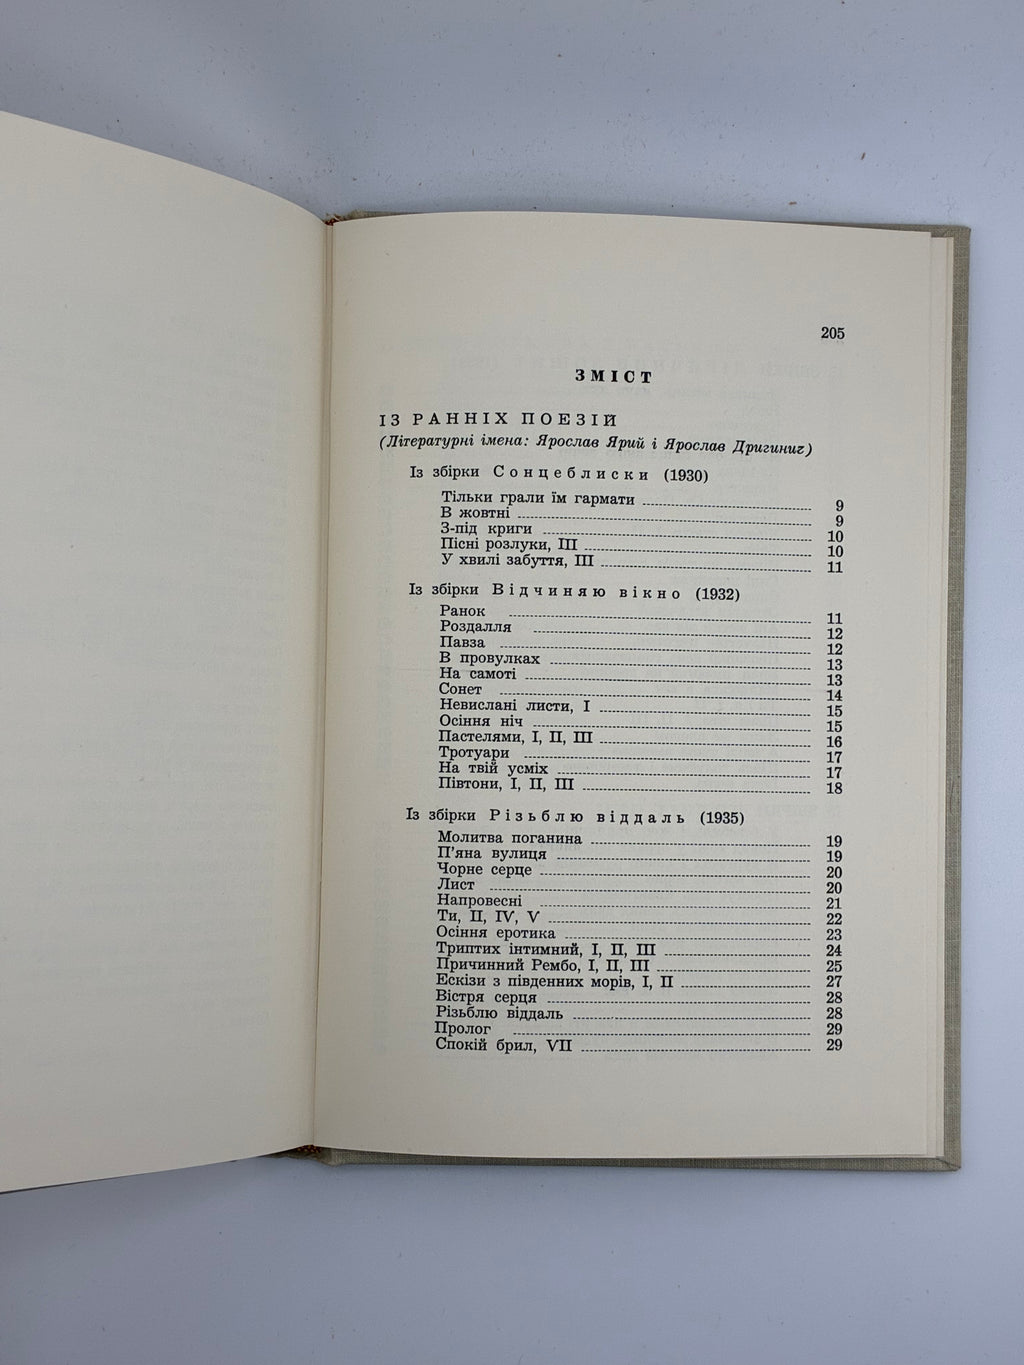 205
ЗМІСТ
ІЗ РАННІХ ПОЕЗІЙ
(Літературні імена: Ярослав Ярий і Ярослав Дригинич)
Із збірки Сонцеблиски (1930)
Тільки грали їм гармати 9
В жовтні 9
З-під криги 10
Пісні розлуки, III 10
У хвилі забуття, III 11
Із збірки Відчиняю вікно (1932)
Ранок 11
Роздалля 12
Павза 12
В провулках 13
На самоті 13
Сонет 14
Невислані листи, I 15
Осіння ніч 15
Пастелями, I, II, III 16
Тротуари 17
На твій усміх 17
Півтони, I, II, III 18
Із збірки Різьблю віддаль (1935)
Молитва поганина 19
П'яна вулиця 19
Чорне серце 20
Лист 20
Напровесні 21
Ти, II, IV, V 22
Осіння еротика 23
Триптих інтимний, I, II, III 24
Причинний Рембо, I, II, III 25
Ескізи з південних морів, I, II 27
Вістря серця 28
Різьблю віддаль 28
Пролог 29
Спокій брил, VII 29